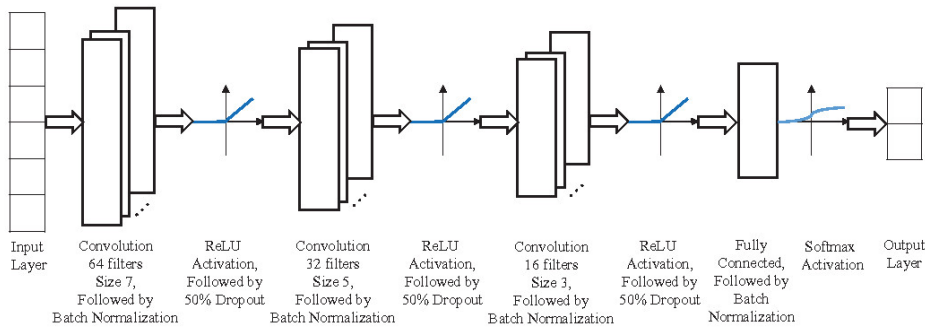 Input
Layer
Convolution
64 filters
Size 7,
Followed by
Batch Normalization
ReLU
Activation,
Followed by
50% Dropout
Convolution
32 filters
Size 5,
Followed by
Batch Normalization
ReLU
Activation,
Followed by
50% Dropout
Convolution
16 filters
Size 3,
Followed by
Batch Normalization
ReLU
Activation,
Followed by
50% Dropout
Fully
Connected,
Followed by
Batch
Normalization
Softmax
Activation
Output
Layer